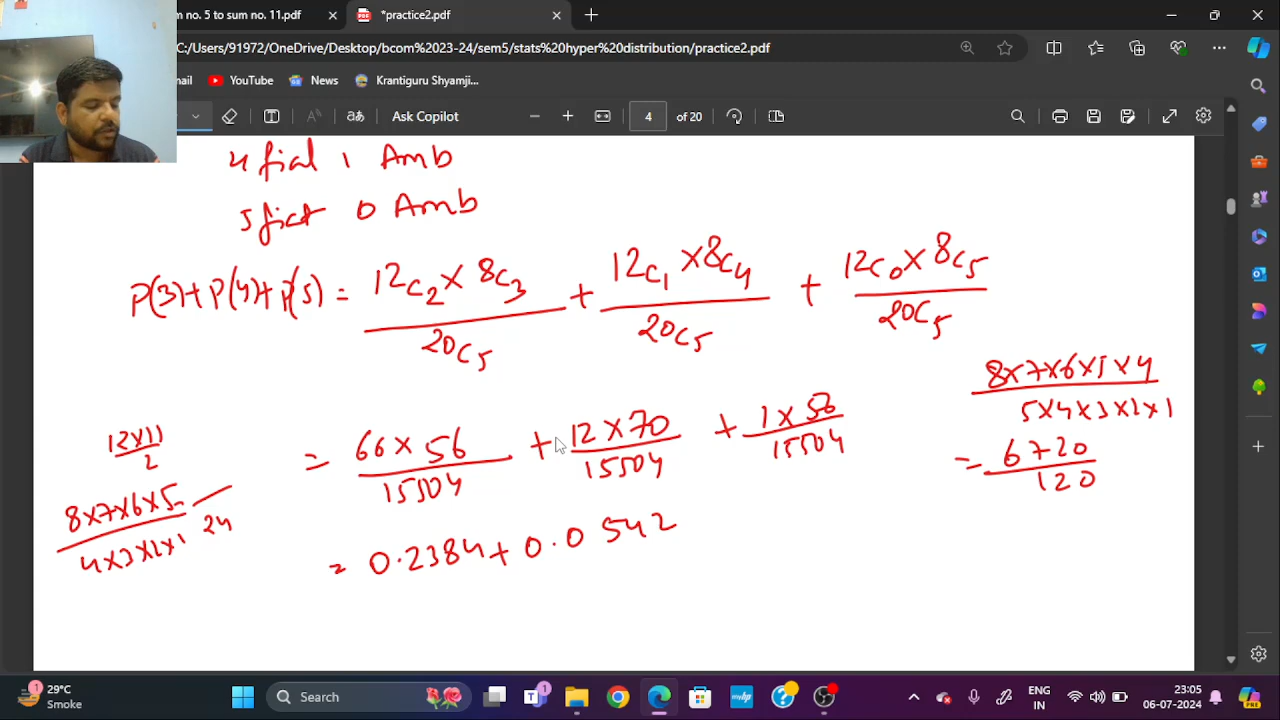 m no. 5 to sum no. 11.pdf
*practice2.pdf
C:/Users/91972/OneDrive/Desktop/bcom%2023-24/sem5/stats%20hyper%20distribution/practice2.pdf
mail YouTube News Krantiguru Shyamji...
aあ Ask Copilot 4 of 20
4 fict 1 Amb
5 fict 0 Amb
P(3)+P(4)+P(5) = 12C2 × 8C3 / 20C5 + 12C1 × 8C4 / 20C5 + 12C0 × 8C5 / 20C5
8×7×6×5×4 / 5×4×3×2×1
12×11 / 2
= 66×56 / 15504 + 12×70 / 15504 + 1×56 / 15504
= 6720 / 120
8×7×6×5 / 4×3×2×1
24
= 0.2384 + 0.0542
29°C
Smoke
Search
ENG
IN
23:05
06-07-2024